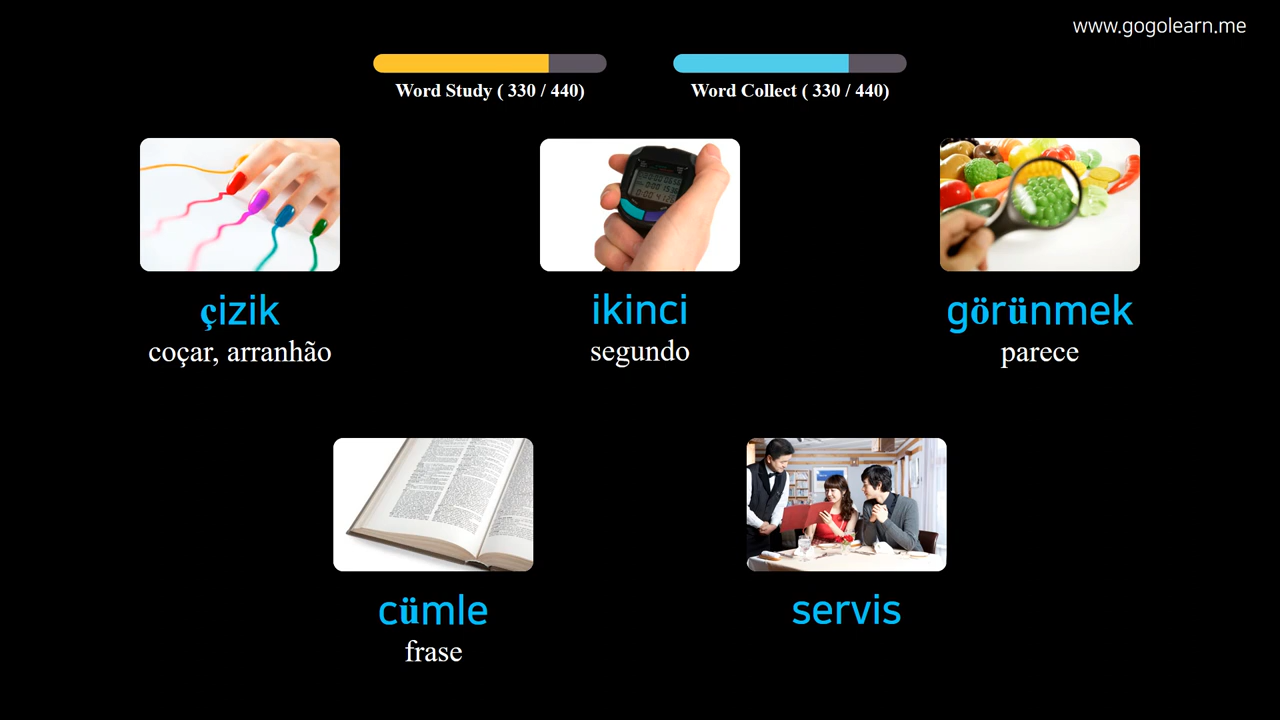 www.gogolearn.me
Word Study ( 330 / 440)
Word Collect ( 330 / 440)
çizik
coçar, arranhão
ikinci
segundo
görünmek
parece
cümle
frase
servis